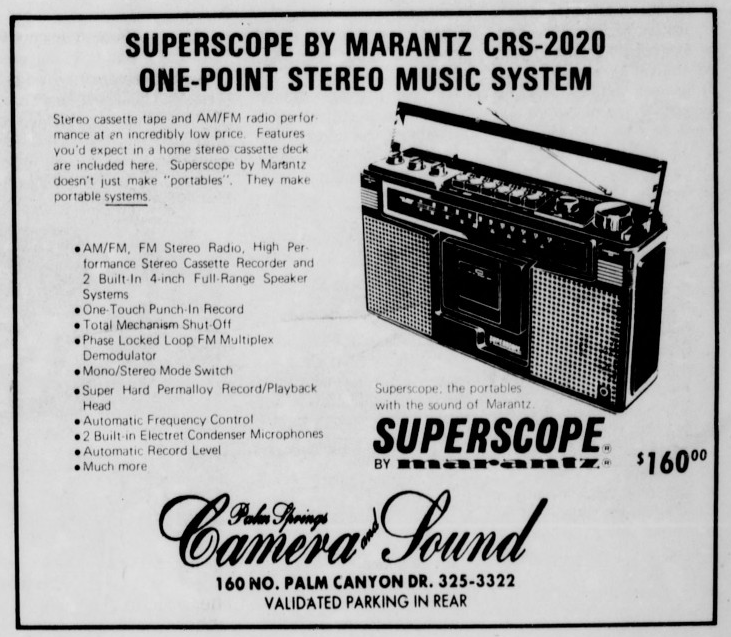 SUPERSCOPE BY MARANTZ CRS-2020
ONE-POINT STEREO MUSIC SYSTEM
Stereo cassette tape and AM/FM radio perfor
mance at an incredibly low price. Features
you'd expect in a home stereo cassette deck
are included here. Superscope by Marantz
doesn't just make "portables". They make
portable systems.
•AM/FM, FM Stereo Radio, High Per-
formance Stereo Cassette Recorder and
2 Built-In 4-inch Full-Range Speaker
Systems
•One-Touch Punch-In Record
•Total Mechanism Shut-Off
•Phase Locked Loop FM Multiplex
Demodulator
•Mono/Stereo Mode Switch
•Super Hard Permalloy Record/Playback
Head
•Automatic Frequency Control
•2 Built-in Electret Condenser Microphones
•Automatic Record Level
•Much more
Superscope, the portables
with the sound of Marantz.
SUPERSCOPE®
BY marantz®
$160⁰⁰
Palm Springs
Camera and Sound
160 NO. PALM CANYON DR. 325-3322
VALIDATED PARKING IN REAR